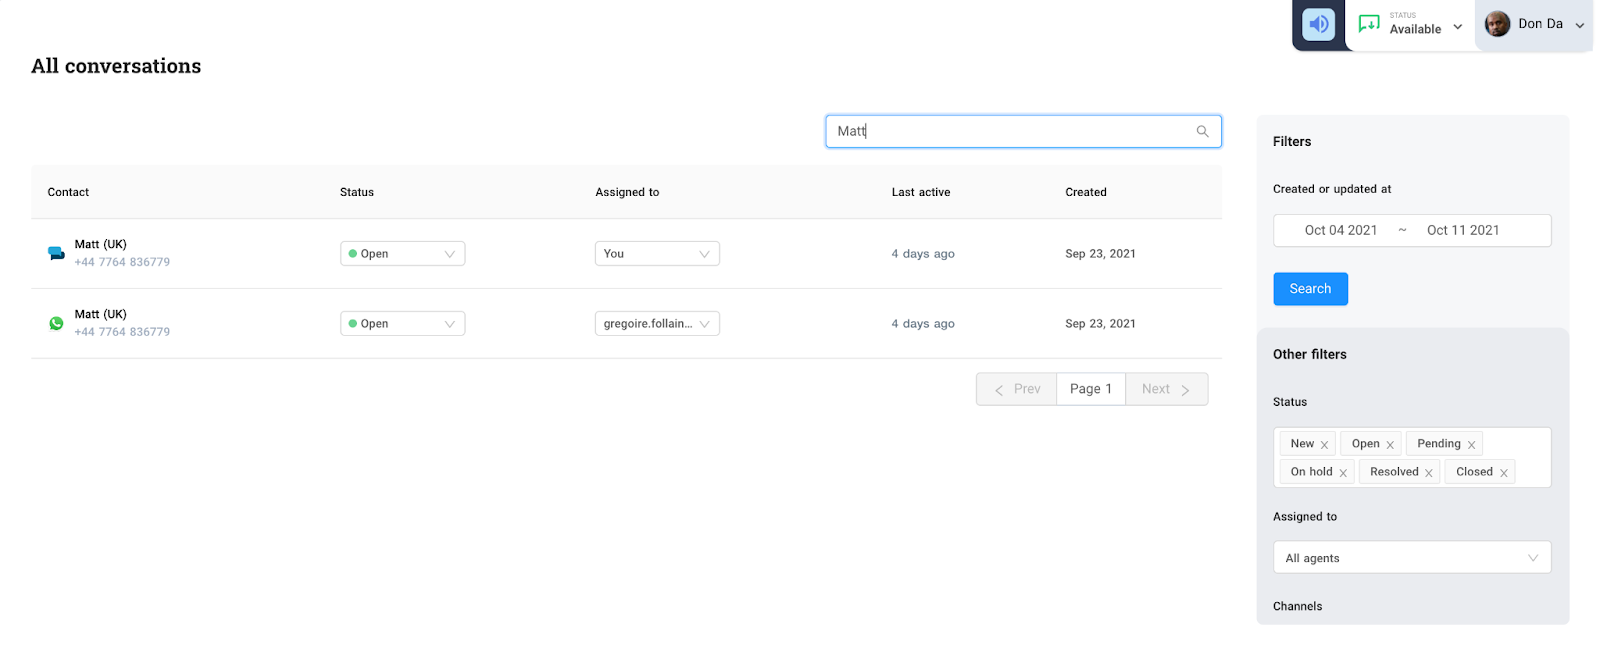 STATUS
Available
Don Da
All conversations
Matt
Contact Status Assigned to Last active Created
Matt (UK)
+44 7764 836779
Open You 4 days ago Sep 23, 2021
Matt (UK)
+44 7764 836779
Open gregoire.follain... 4 days ago Sep 23, 2021
Prev Page 1 Next
Filters
Created or updated at
Oct 04 2021 ~ Oct 11 2021
Search
Other filters
Status
New Open Pending
On hold Resolved Closed
Assigned to
All agents
Channels